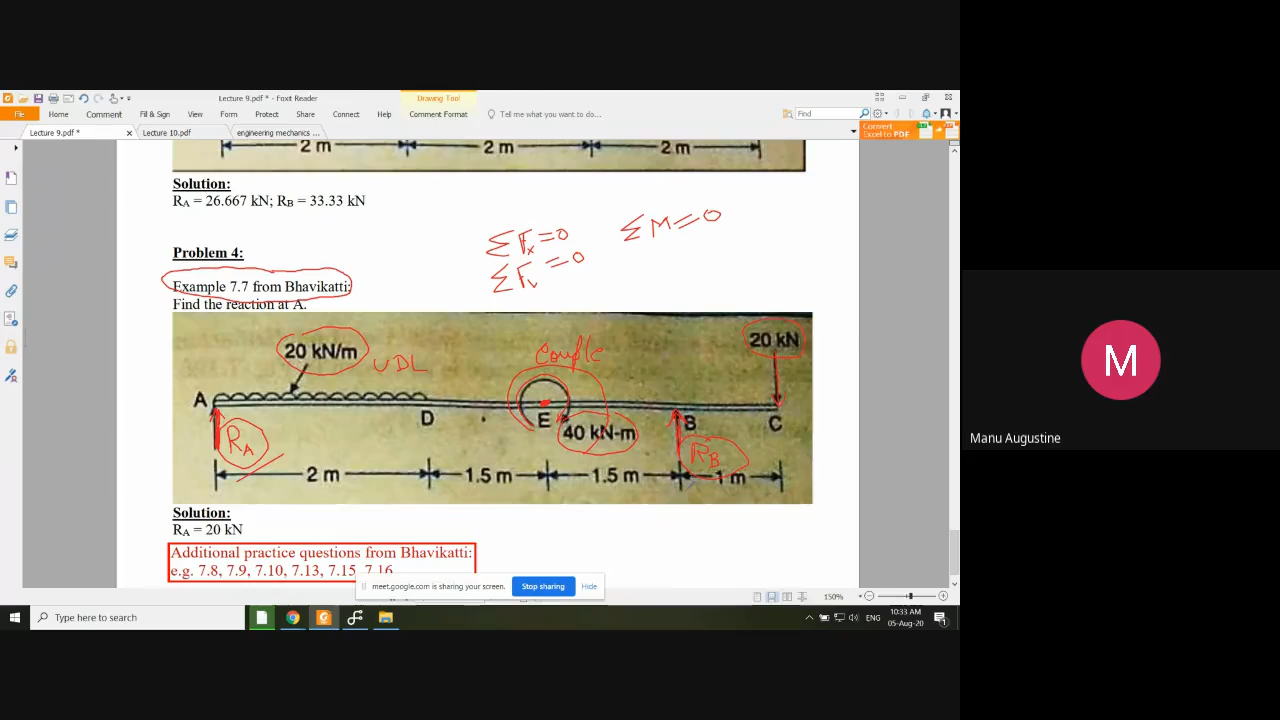 Lecture 9.pdf * - Foxit Reader
Drawing Tool
File Home Comment Fill & Sign View Form Protect Share Connect Help Comment Format Tell me what you want to do... Find
Lecture 9.pdf * Lecture 10.pdf engineering mechanics ...
Convert
Excel to PDF
2 m 2 m 2 m
Solution:
RA = 26.667 kN; RB = 33.33 kN
ΣFx=0 ΣM=0
ΣFv=0
Problem 4:
Example 7.7 from Bhavikatti:
Find the reaction at A.
20 kN/m UDL Couple 20 kN
A D E B C
RA 40 kN-m RB
2 m 1.5 m 1.5 m 1 m
Solution:
RA = 20 kN
Additional practice questions from Bhavikatti:
e.g. 7.8, 7.9, 7.10, 7.13, 7.15, 7.16
meet.google.com is sharing your screen. Stop sharing Hide
150%
Type here to search
ENG 10:33 AM
05-Aug-20
1
M
Manu Augustine